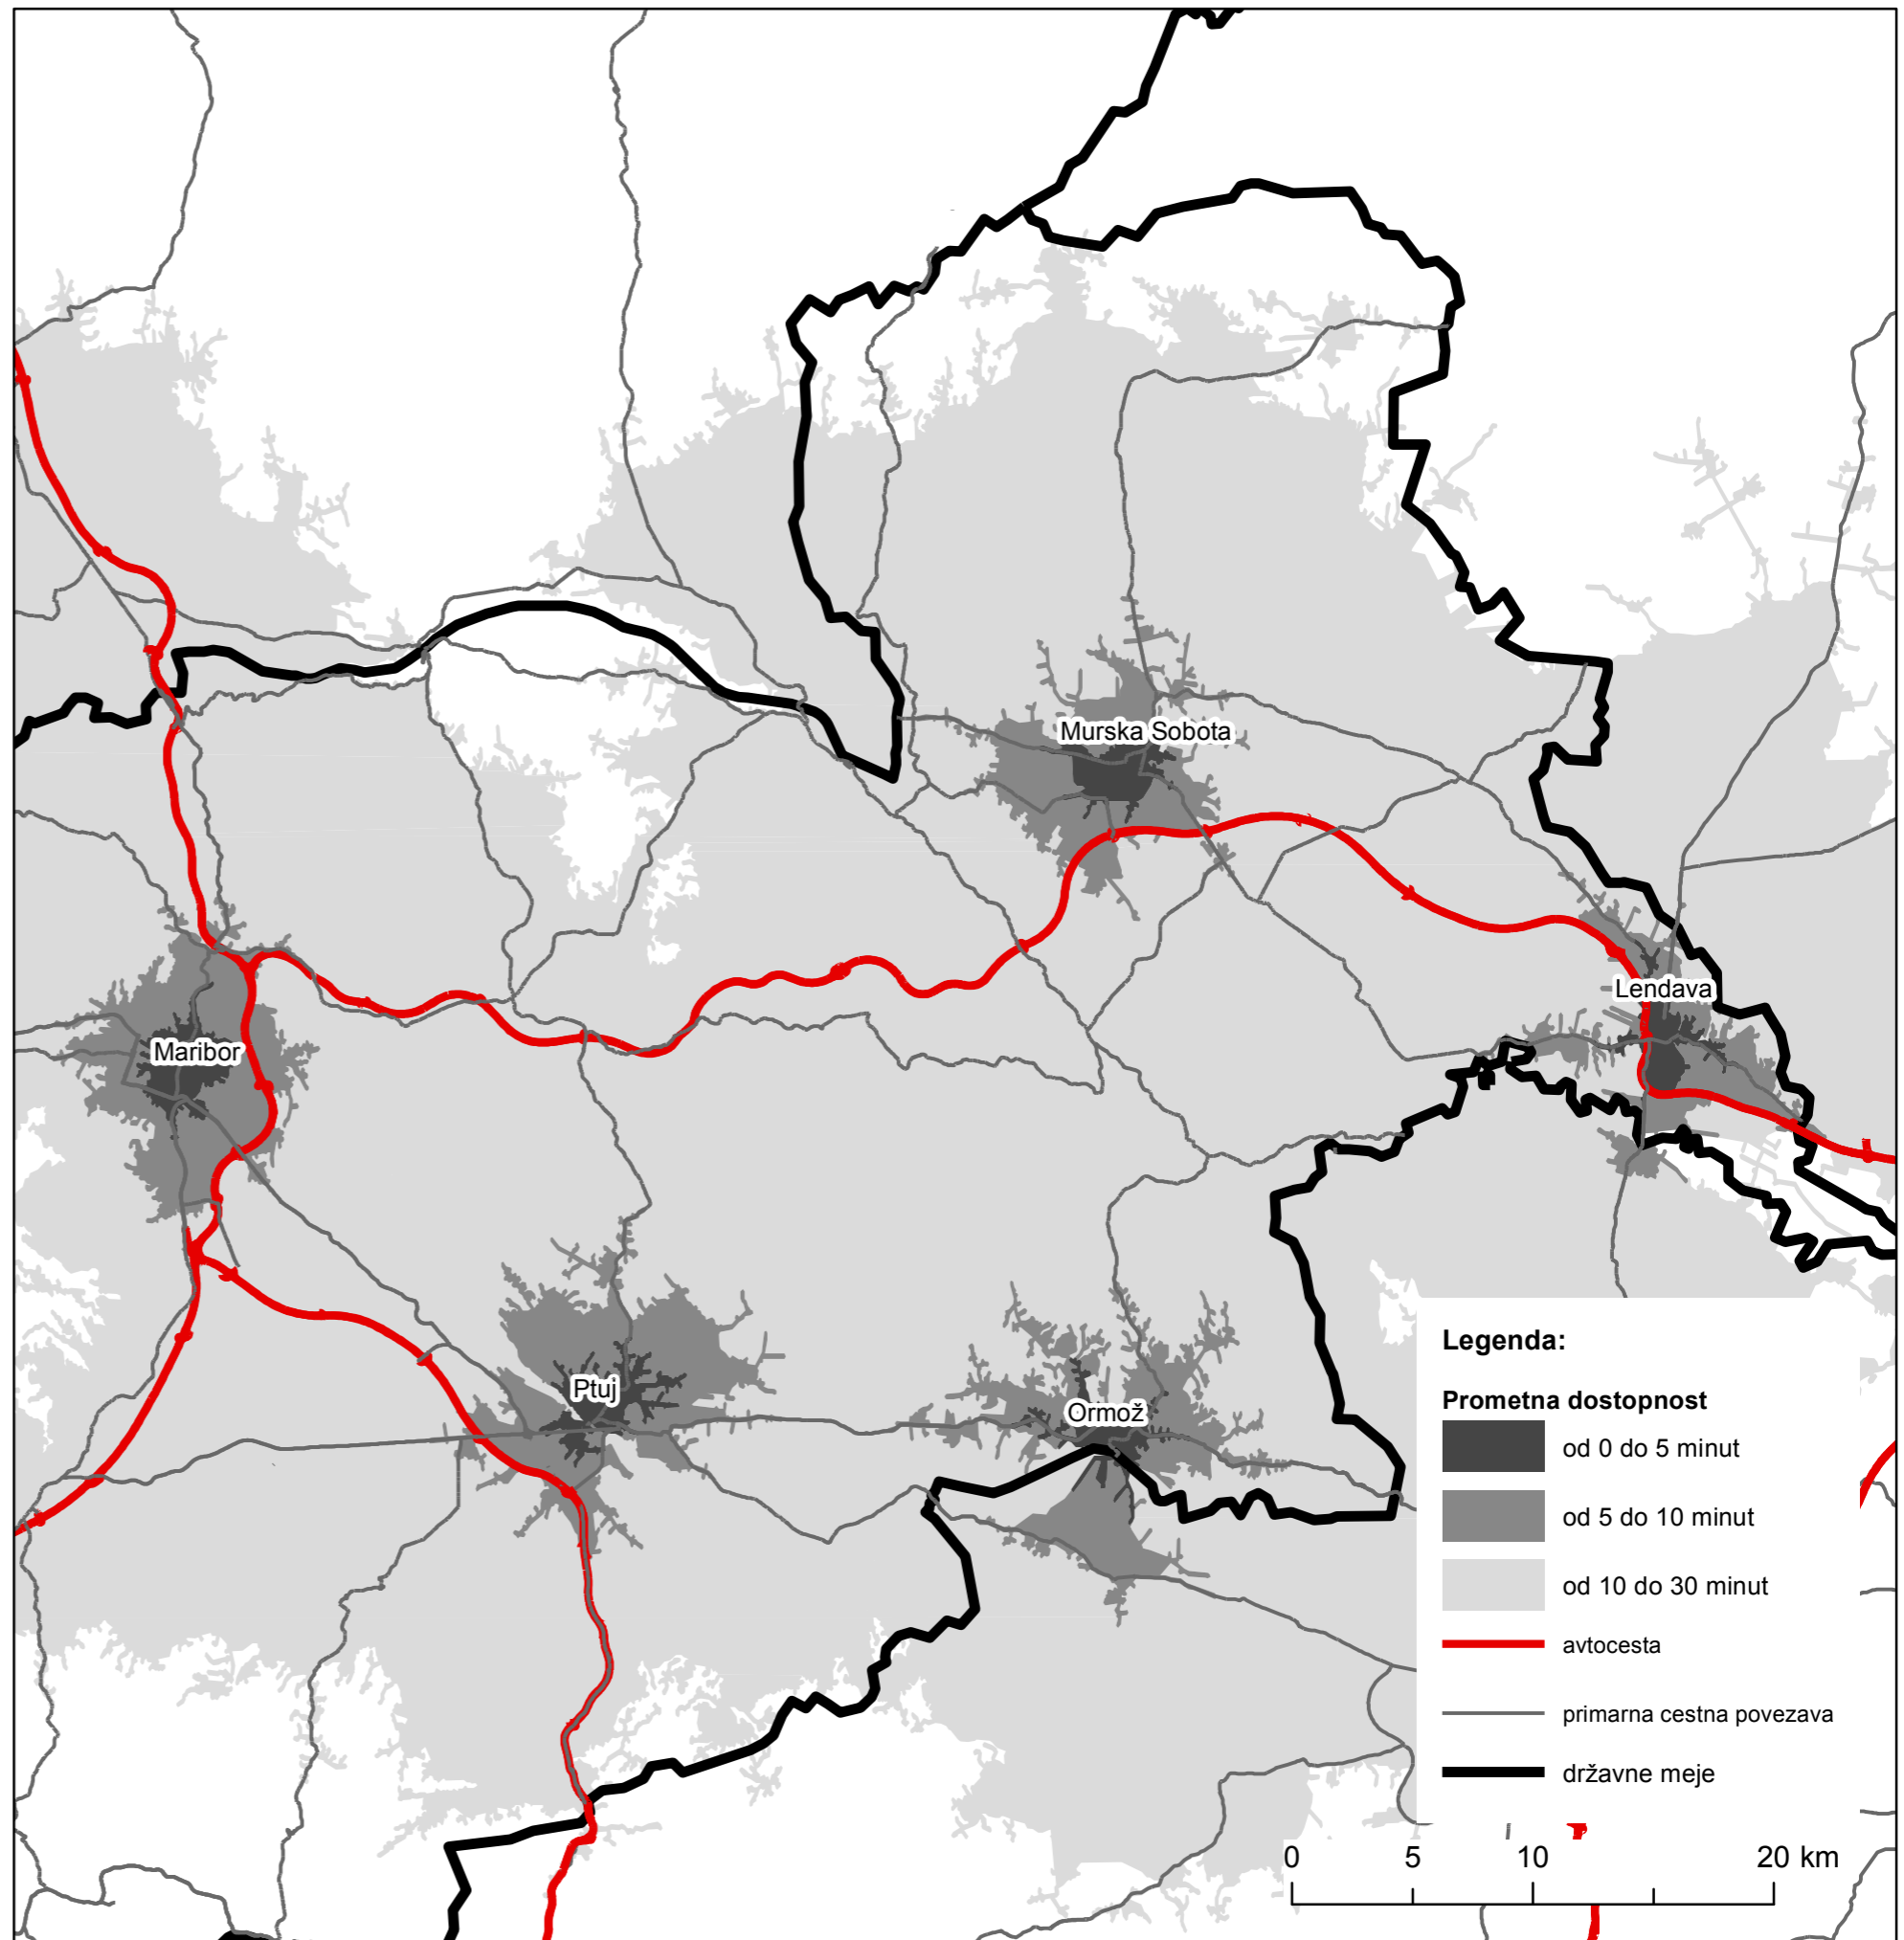 Murska Sobota
Lendava
Maribor
Ptuj
Ormož
Legenda:
Prometna dostopnost
od 0 do 5 minut
od 5 do 10 minut
od 10 do 30 minut
avtocesta
primarna cestna povezava
državne meje
0 5 10 20 km